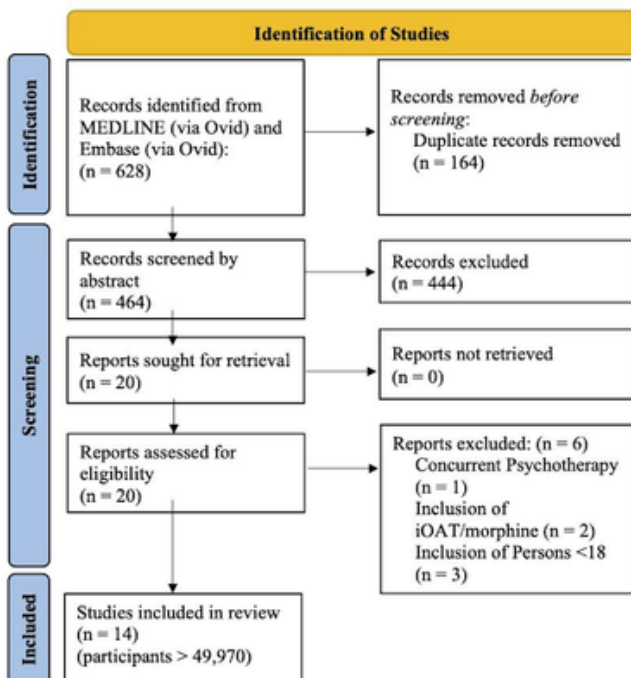 Identification of Studies
Identification
Records identified from
MEDLINE (via Ovid) and
Embase (via Ovid):
(n = 628)
Records removed before
screening:
Duplicate records removed
(n = 164)
Screening
Records screened by
abstract
(n = 464)
Records excluded
(n = 444)
Reports sought for retrieval
(n = 20)
Reports not retrieved
(n = 0)
Reports assessed for
eligibility
(n = 20)
Reports excluded: (n = 6)
Concurrent Psychotherapy
(n = 1)
Inclusion of
iOAT/morphine (n = 2)
Inclusion of Persons <18
(n = 3)
Included
Studies included in review
(n = 14)
(participants > 49,970)